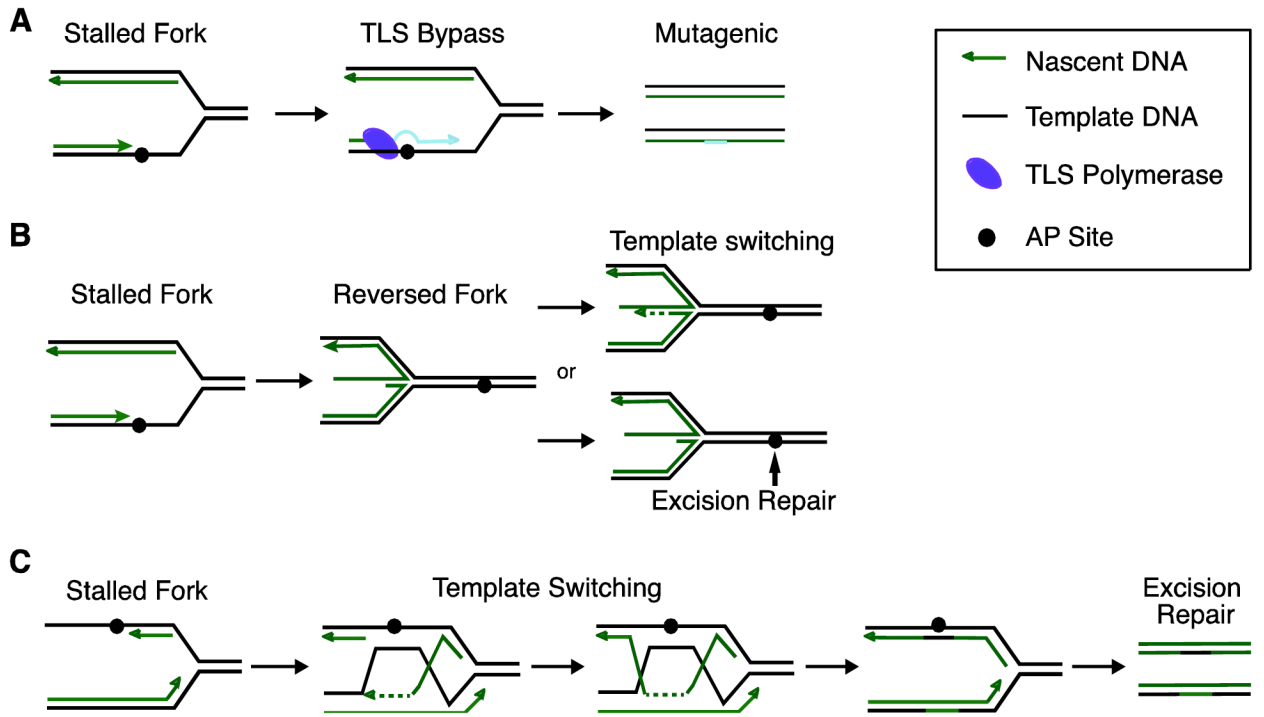 A
Stalled Fork
TLS Bypass
Mutagenic
Nascent DNA
Template DNA
TLS Polymerase
AP Site
B
Stalled Fork
Reversed Fork
Template switching
or
Excision Repair
C
Stalled Fork
Template Switching
Excision
Repair